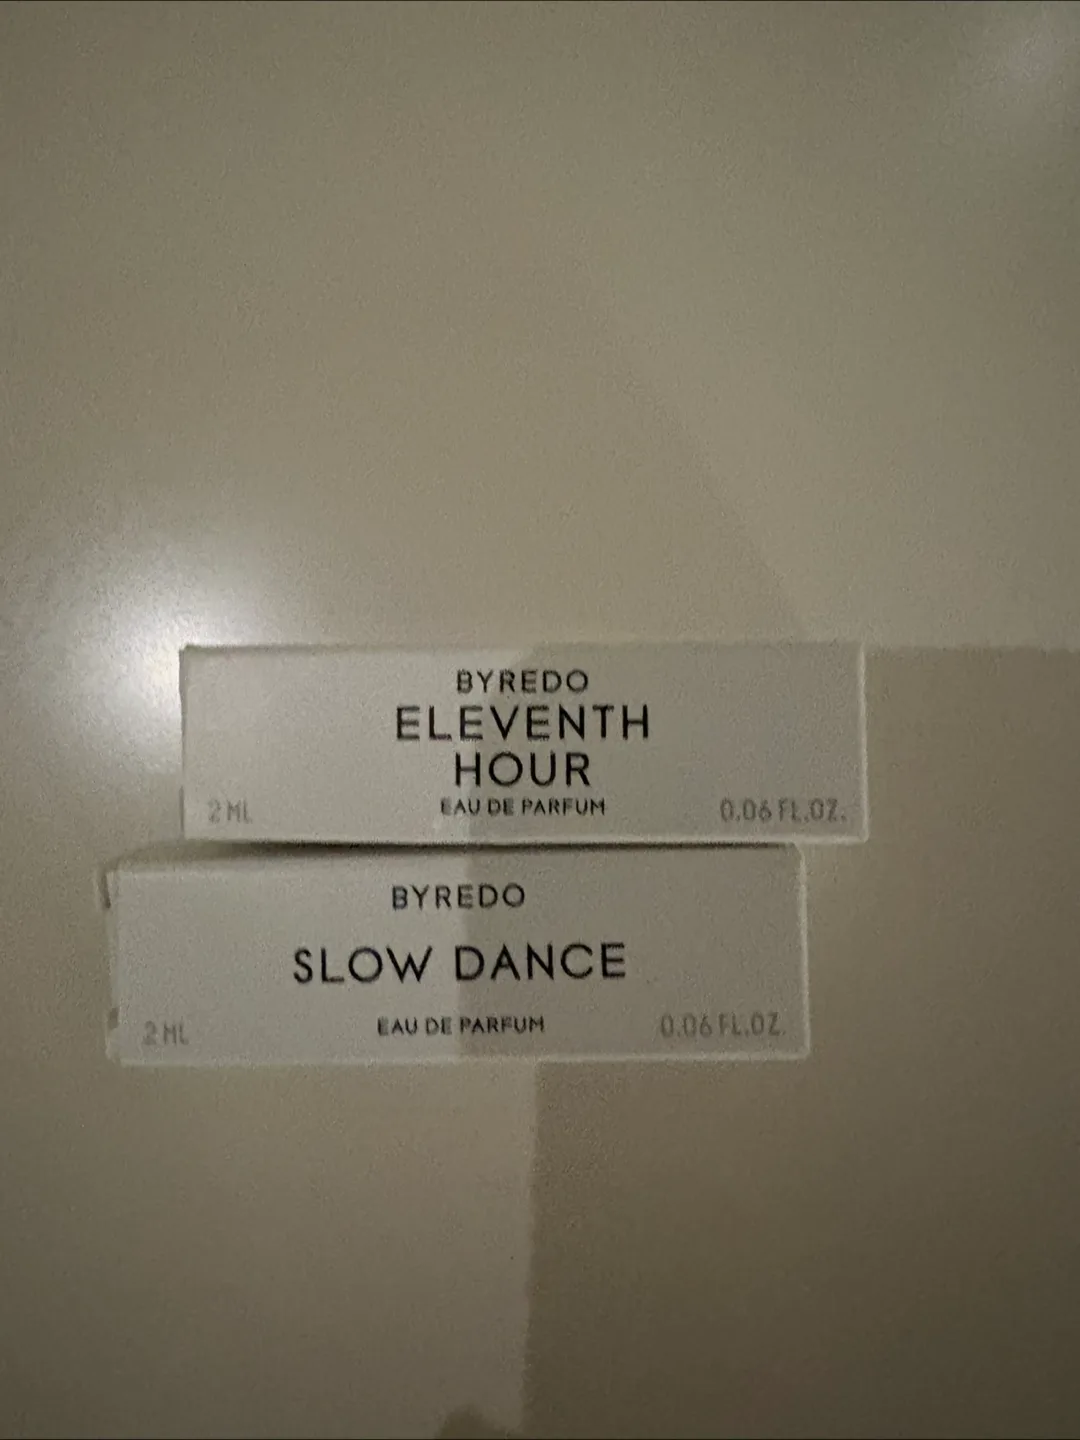 BYREDO
ELEVENTH
HOUR
EAU DE PARFUM
2 ML 0.06 FL.OZ.
BYREDO
SLOW DANCE
EAU DE PARFUM
2 ML 0.06 FL.OZ.